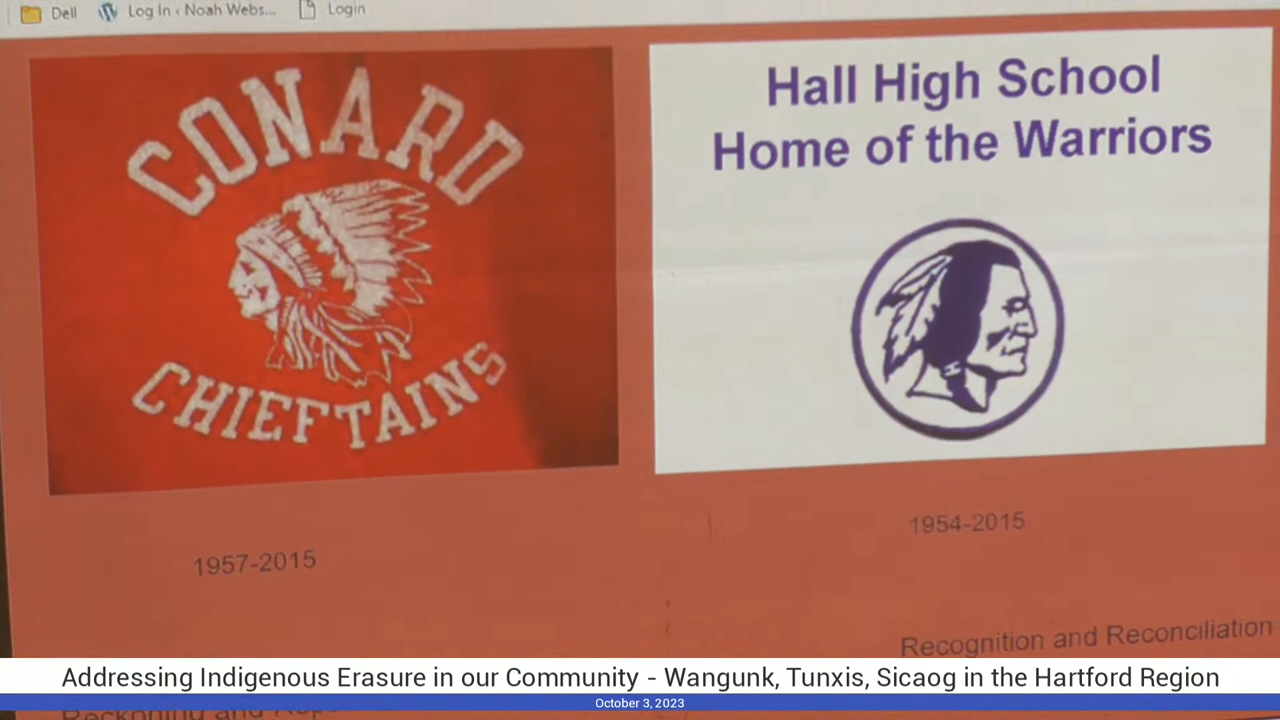 Dell
Log In ‹ Noah Webs...
Login
CONARD
CHIEFTAINS
Hall High School
Home of the Warriors
1957-2015
1954-2015
Recognition and Reconciliation
Addressing Indigenous Erasure in our Community - Wangunk, Tunxis, Sicaog in the Hartford Region
October 3, 2023
Reckoning and